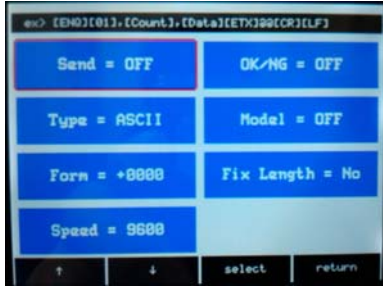 ex> [ENQ][01],[Count],[Data][ETX]@@[CR][LF]
Send = OFF
OK/NG = OFF
Type = ASCII
Model = OFF
Form = +0000
Fix Length = No
Speed = 9600
↑ ↓ select return